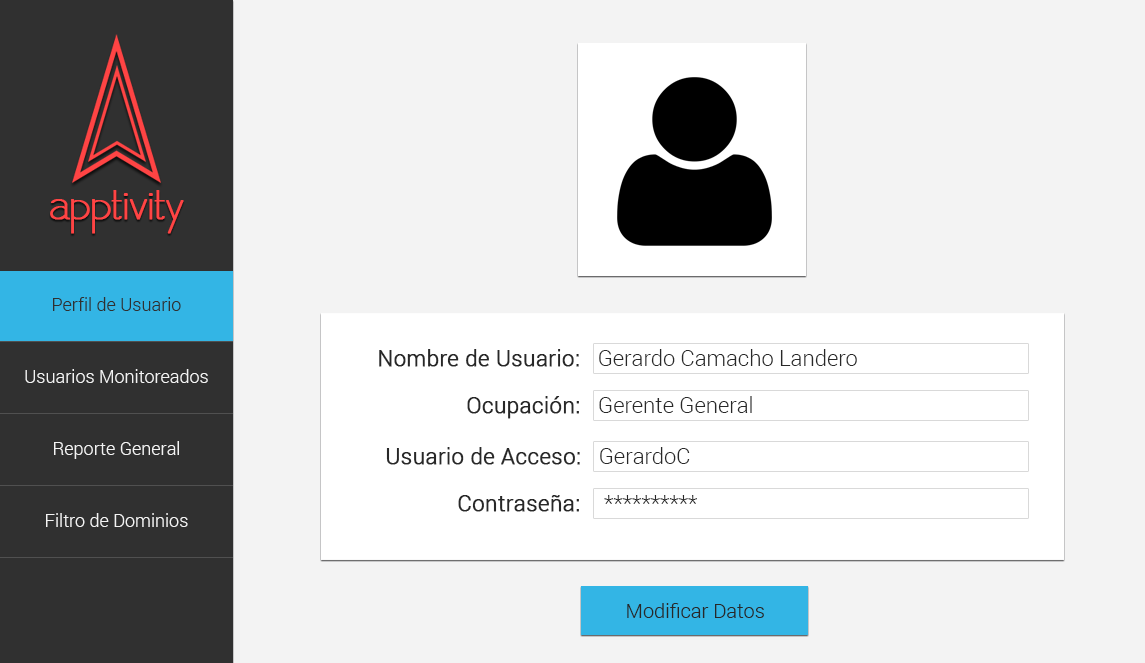 apptivity
Perfil de Usuario
Usuarios Monitoreados
Reporte General
Filtro de Dominios
Nombre de Usuario: Gerardo Camacho Landero
Ocupación: Gerente General
Usuario de Acceso: GerardoC
Contraseña: **********
Modificar Datos